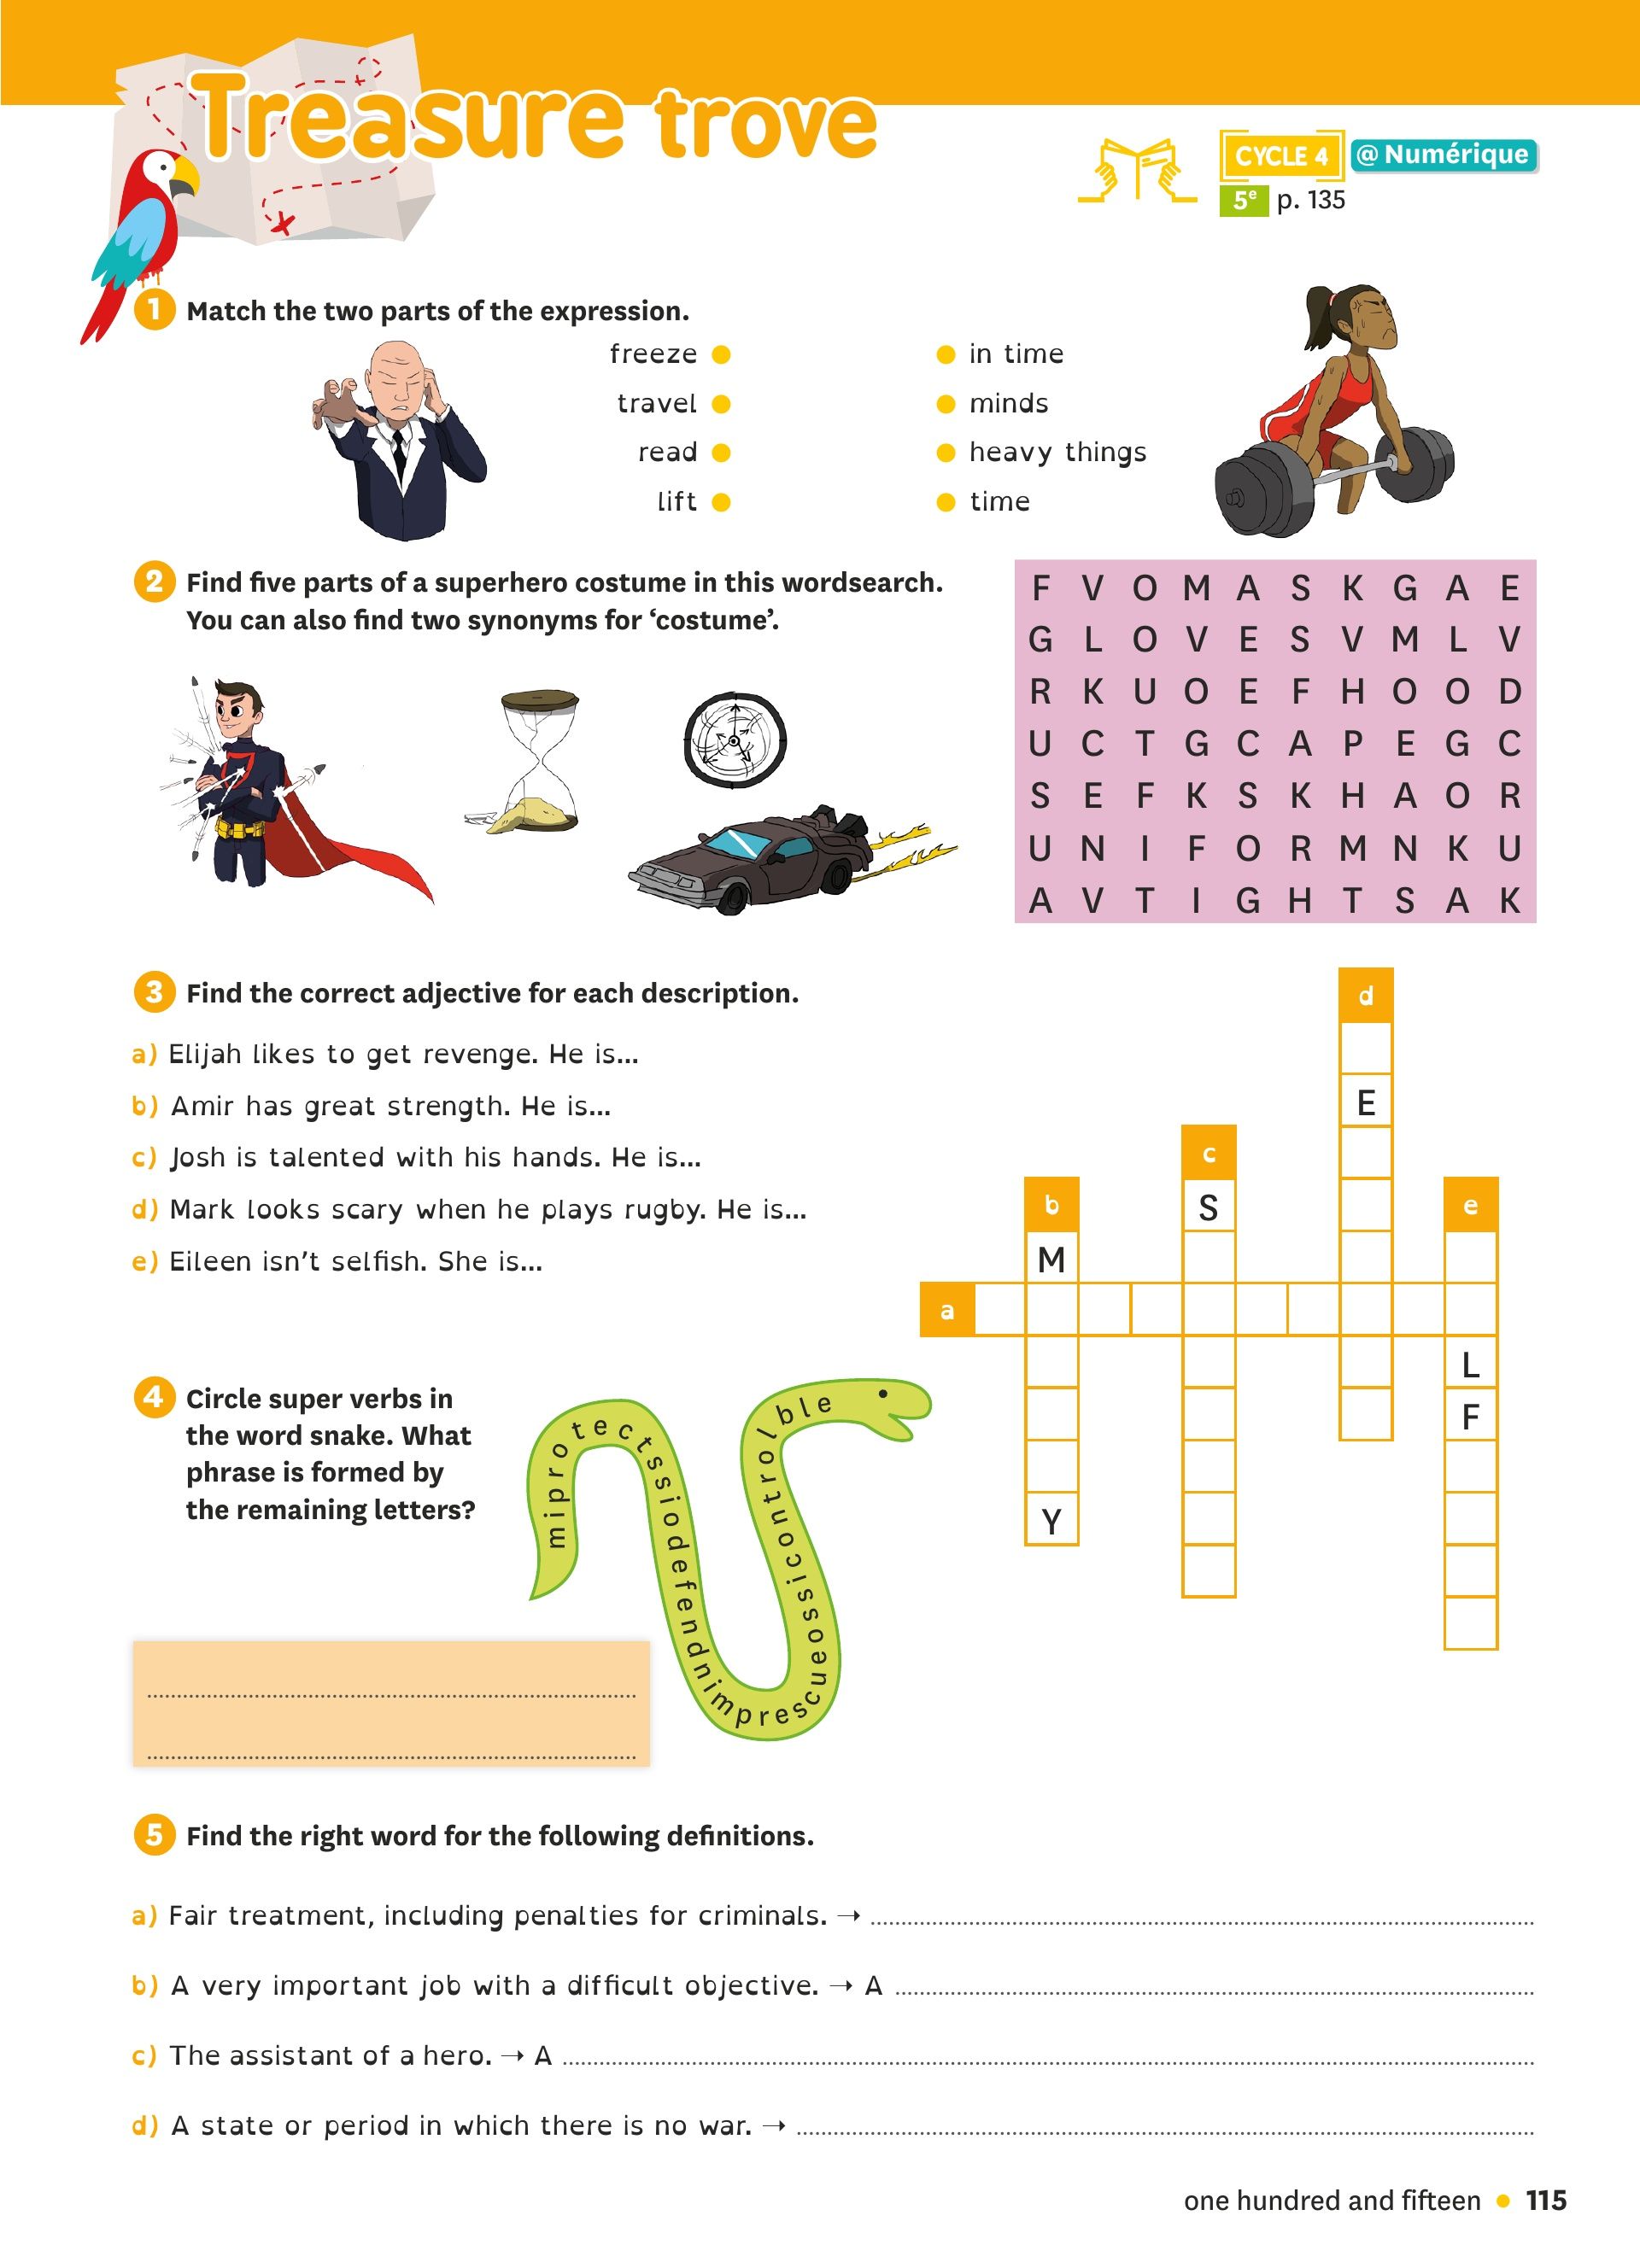 Treasure trove
CYCLE 4 @ Numérique
5e p. 135
1 Match the two parts of the expression.
freeze
travel
read
lift
in time
minds
heavy things
time
2 Find five parts of a superhero costume in this wordsearch.
You can also find two synonyms for ‘costume’.
F V O M A S K G A E
G L O V E S V M L V
R K U O E F H O O D
U C T G C A P E G C
S E F K S K H A O R
U N I F O R M N K U
A V T I G H T S A K
3 Find the correct adjective for each description.
a) Elijah likes to get revenge. He is...
b) Amir has great strength. He is...
c) Josh is talented with his hands. He is...
d) Mark looks scary when he plays rugby. He is...
e) Eileen isn’t selfish. She is...
d
E
c
b
S
e
M
a
L
F
Y
4 Circle super verbs in
the word snake. What
phrase is formed by
the remaining letters?
miprotectssiodefendnimprescueossicontrolble
5 Find the right word for the following definitions.
a) Fair treatment, including penalties for criminals. →
b) A very important job with a difficult objective. → A
c) The assistant of a hero. → A
d) A state or period in which there is no war. →
one hundred and fifteen • 115